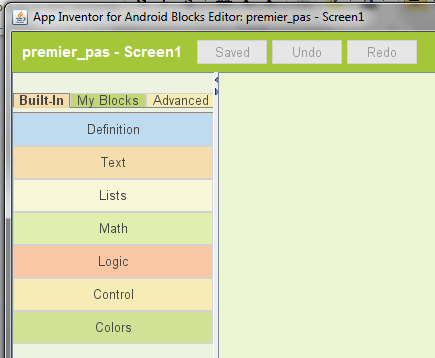 App Inventor for Android Blocks Editor: premier_pas - Screen1
premier_pas - Screen1 Saved Undo Redo
Built-In My Blocks Advanced
Definition
Text
Lists
Math
Logic
Control
Colors